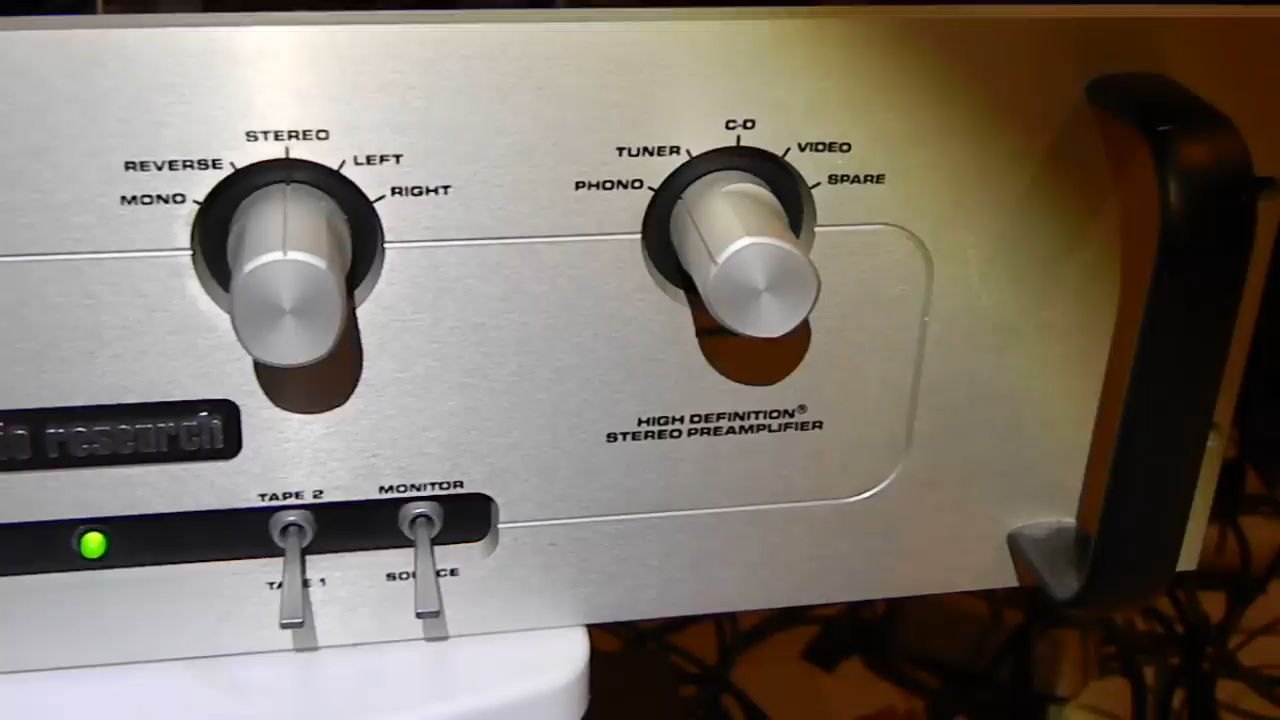 STEREO
REVERSE
LEFT
MONO
RIGHT
C-D
TUNER
VIDEO
PHONO
SPARE
HIGH DEFINITION®
STEREO PREAMPLIFIER
research
TAPE 2
MONITOR
TAPE 1
SOURCE